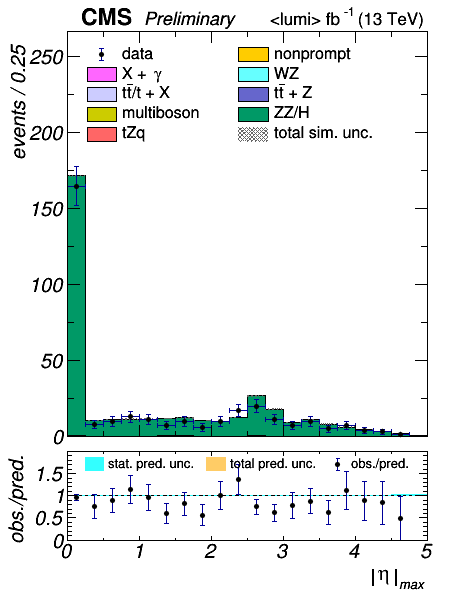 CMS Preliminary <lumi> fb⁻¹ (13 TeV)
events / 0.25
250
200
150
100
50
0
data
X + γ
tt̄/t + X
multiboson
tZq
nonprompt
WZ
tt̄ + Z
ZZ/H
total sim. unc.
obs./pred.
1.5
1
0.5
0
stat. pred. unc. total pred. unc. obs./pred.
0 1 2 3 4 5
|η|max